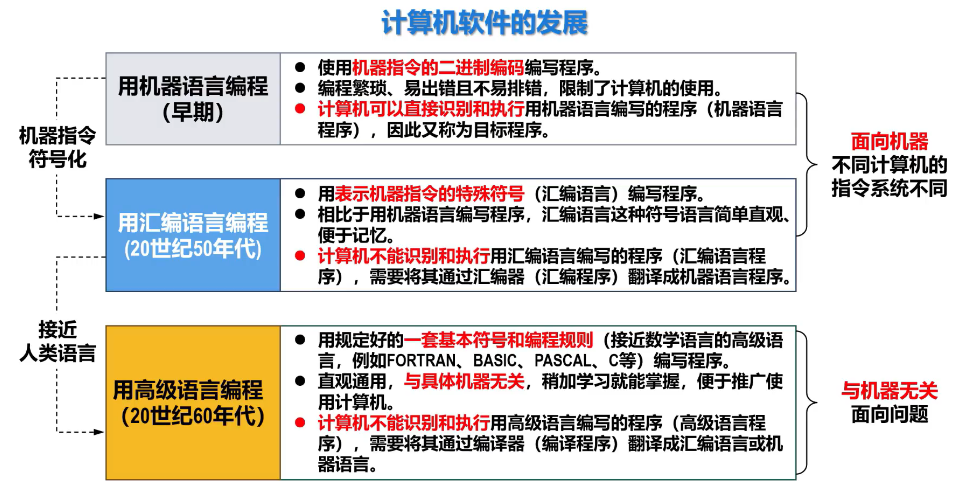 计算机软件的发展
用机器语言编程
（早期）
● 使用机器指令的二进制编码编写程序。
● 编程繁琐、易出错且不易排错，限制了计算机的使用。
● 计算机可以直接识别和执行用机器语言编写的程序（机器语言
程序），因此又称为目标程序。
机器指令
符号化
面向机器
不同计算机的
指令系统不同
用汇编语言编程
(20世纪50年代)
● 用表示机器指令的特殊符号（汇编语言）编写程序。
● 相比于用机器语言编写程序，汇编语言这种符号语言简单直观、
便于记忆。
● 计算机不能识别和执行用汇编语言编写的程序（汇编语言程
序），需要将其通过汇编器（汇编程序）翻译成机器语言程序。
接近
人类语言
用高级语言编程
（20世纪60年代）
● 用规定好的一套基本符号和编程规则（接近数学语言的高级语
言，例如FORTRAN、BASIC、PASCAL、C等）编写程序。
● 直观通用，与具体机器无关，稍加学习就能掌握，便于推广使
用计算机。
● 计算机不能识别和执行用高级语言编写的程序（高级语言程
序），需要将其通过编译器（编译程序）翻译成汇编语言或机
器语言。
与机器无关
面向问题